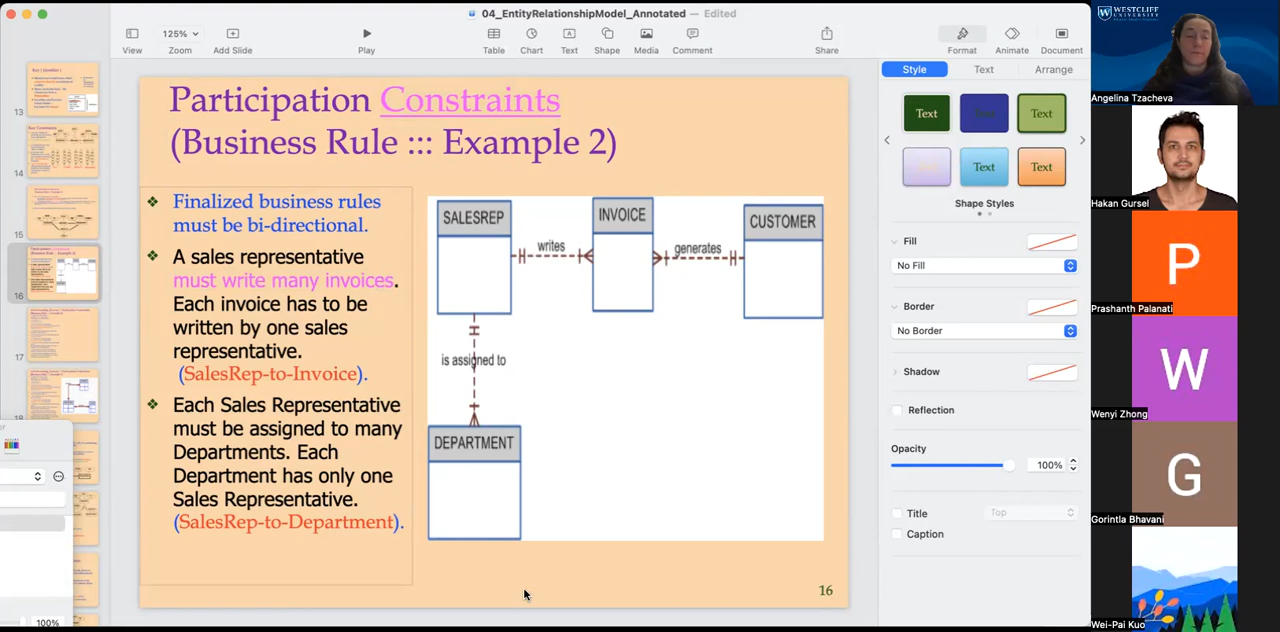 04_EntityRelationshipModel_Annotated — Edited
View
125%
Zoom
Add Slide
Play
Table
Chart
Text
Shape
Media
Comment
Share
Format
Animate
Document
13
14
15
16
17
18
100%
Participation Constraints
(Business Rule ::: Example 2)
❖ Finalized business rules
must be bi-directional.
❖ A sales representative
must write many invoices.
Each invoice has to be
written by one sales
representative.
(SalesRep-to-Invoice).
❖ Each Sales Representative
must be assigned to many
Departments. Each
Department has only one
Sales Representative.
(SalesRep-to-Department).
SALESREP
writes
INVOICE
generates
CUSTOMER
is assigned to
DEPARTMENT
16
Style
Text
Arrange
Text
Text
Text
Text
Text
Shape Styles
Fill
No Fill
Border
No Border
Shadow
Reflection
Opacity
100%
Title
Top
Caption
WESTCLIFF
UNIVERSITY
Angelina Tzacheva
Hakan Gursel
P
Prashanth Palanati
W
Wenyi Zhong
G
Gorintla Bhavani
Wei-Pai Kuo